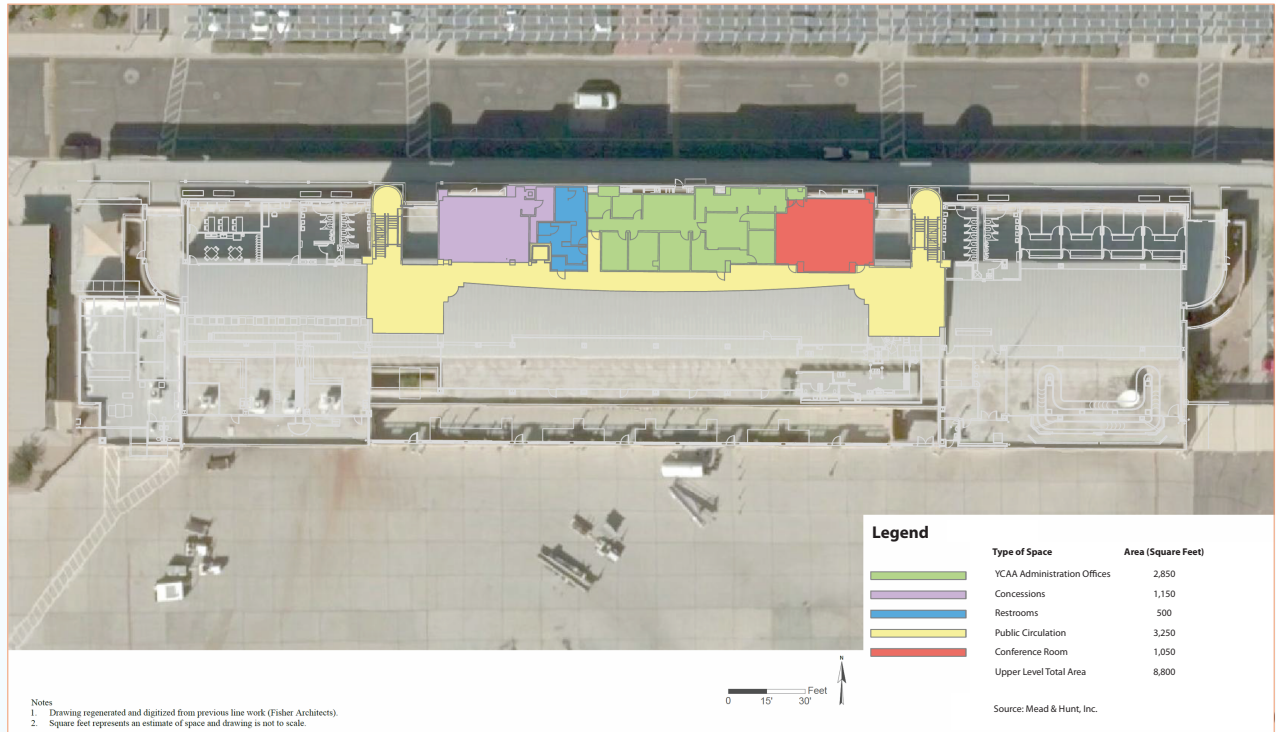 Legend
Type of Space Area (Square Feet)
YCAA Administration Offices 2,850
Concessions 1,150
Restrooms 500
Public Circulation 3,250
Conference Room 1,050
Upper Level Total Area 8,800
N
Feet
0 15' 30'
Source: Mead & Hunt, Inc.
Notes
1. Drawing regenerated and digitized from previous line work (Fisher Architects).
2. Square feet represents an estimate of space and drawing is not to scale.